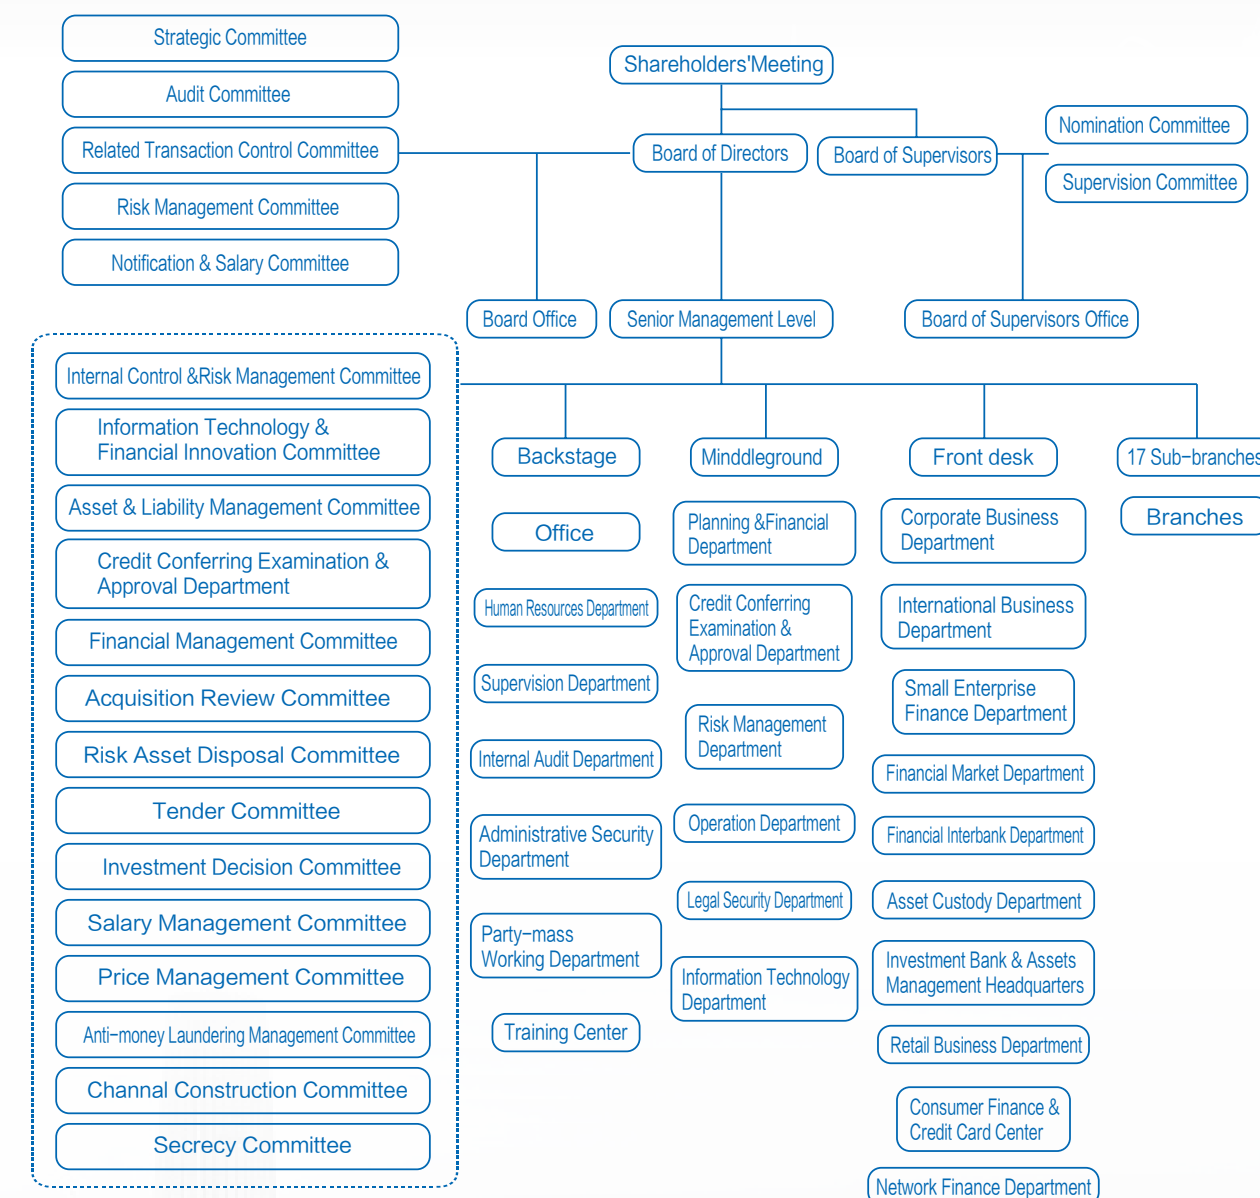 Strategic Committee
Audit Committee
Related Transaction Control Committee
Risk Management Committee
Notification & Salary Committee
Shareholders'Meeting
Board of Directors
Board of Supervisors
Nomination Committee
Supervision Committee
Board Office
Senior Management Level
Board of Supervisors Office
Internal Control &Risk Management Committee
Information Technology &
Financial Innovation Committee
Asset & Liability Management Committee
Credit Conferring Examination &
Approval Department
Financial Management Committee
Acquisition Review Committee
Risk Asset Disposal Committee
Tender Committee
Investment Decision Committee
Salary Management Committee
Price Management Committee
Anti-money Laundering Management Committee
Channal Construction Committee
Secrecy Committee
Backstage
Office
Human Resources Department
Supervision Department
Internal Audit Department
Administrative Security
Department
Party-mass
Working Department
Training Center
Minddleground
Planning &Financial
Department
Credit Conferring
Examination &
Approval Department
Risk Management
Department
Operation Department
Legal Security Department
Information Technology
Department
Front desk
Corporate Business
Department
International Business
Department
Small Enterprise
Finance Department
Financial Market Department
Financial Interbank Department
Asset Custody Department
Investment Bank & Assets
Management Headquarters
Retail Business Department
Consumer Finance &
Credit Card Center
Network Finance Department
17 Sub-branches
Branches